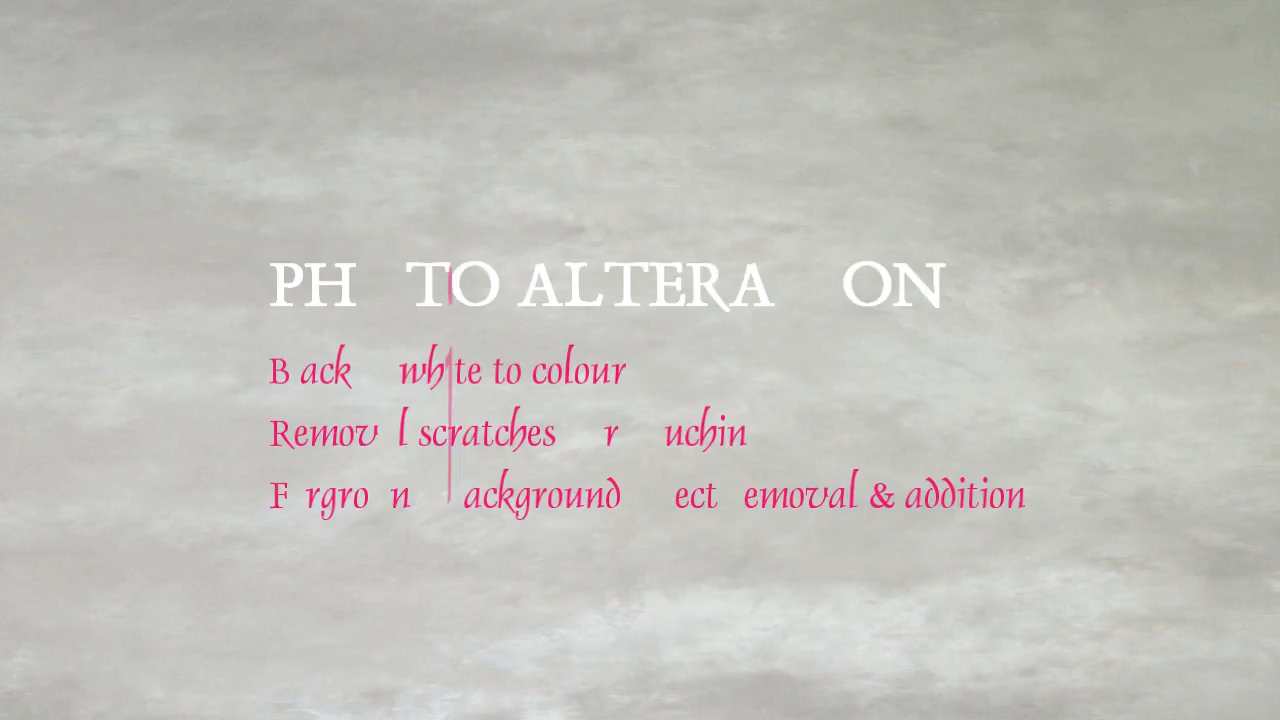 PH TO ALTERA ON
B ack wh te to colour
Remov l scratches r uchin
F rgro n ackground ect emoval & addition